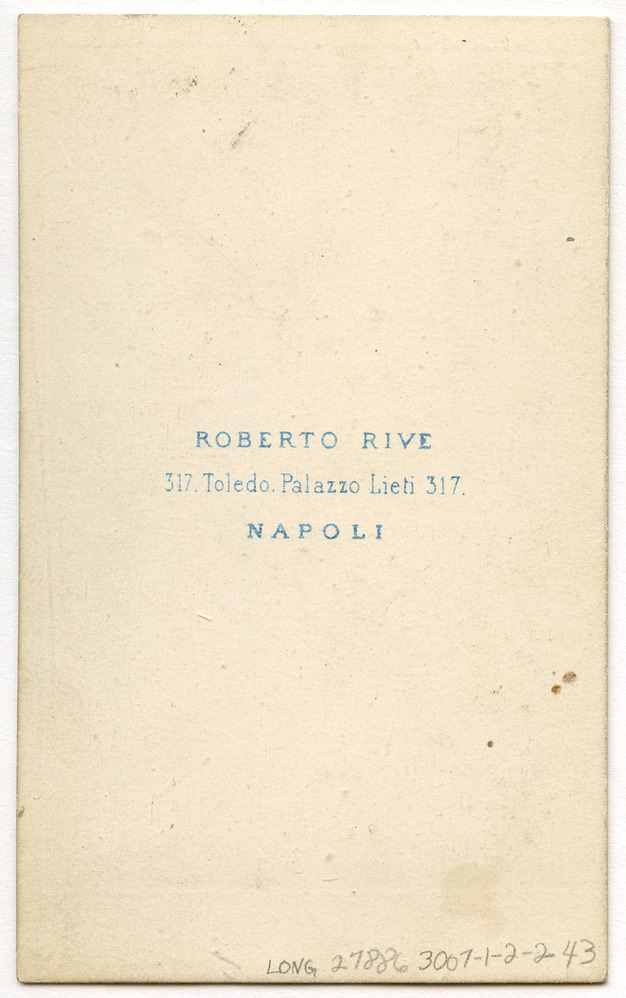 ROBERTO RIVE
317. Toledo. Palazzo Lieti 317.
NAPOLI
LONG 27886 3007-1-2-2-43